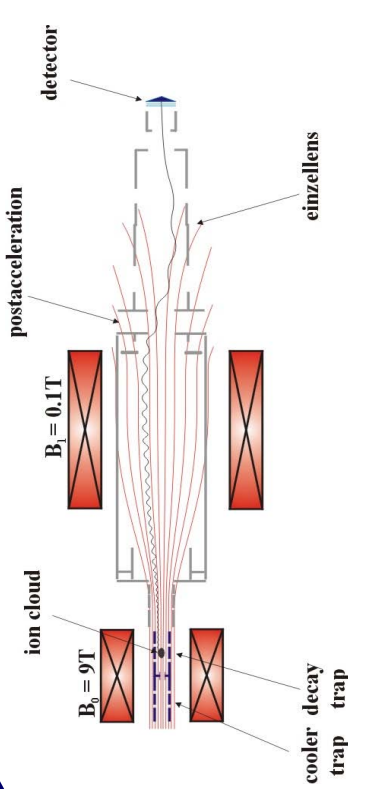 B₀ = 9T
ion cloud
B₁ = 0.1T
postacceleration
detector
cooler
trap
decay
trap
einzellens